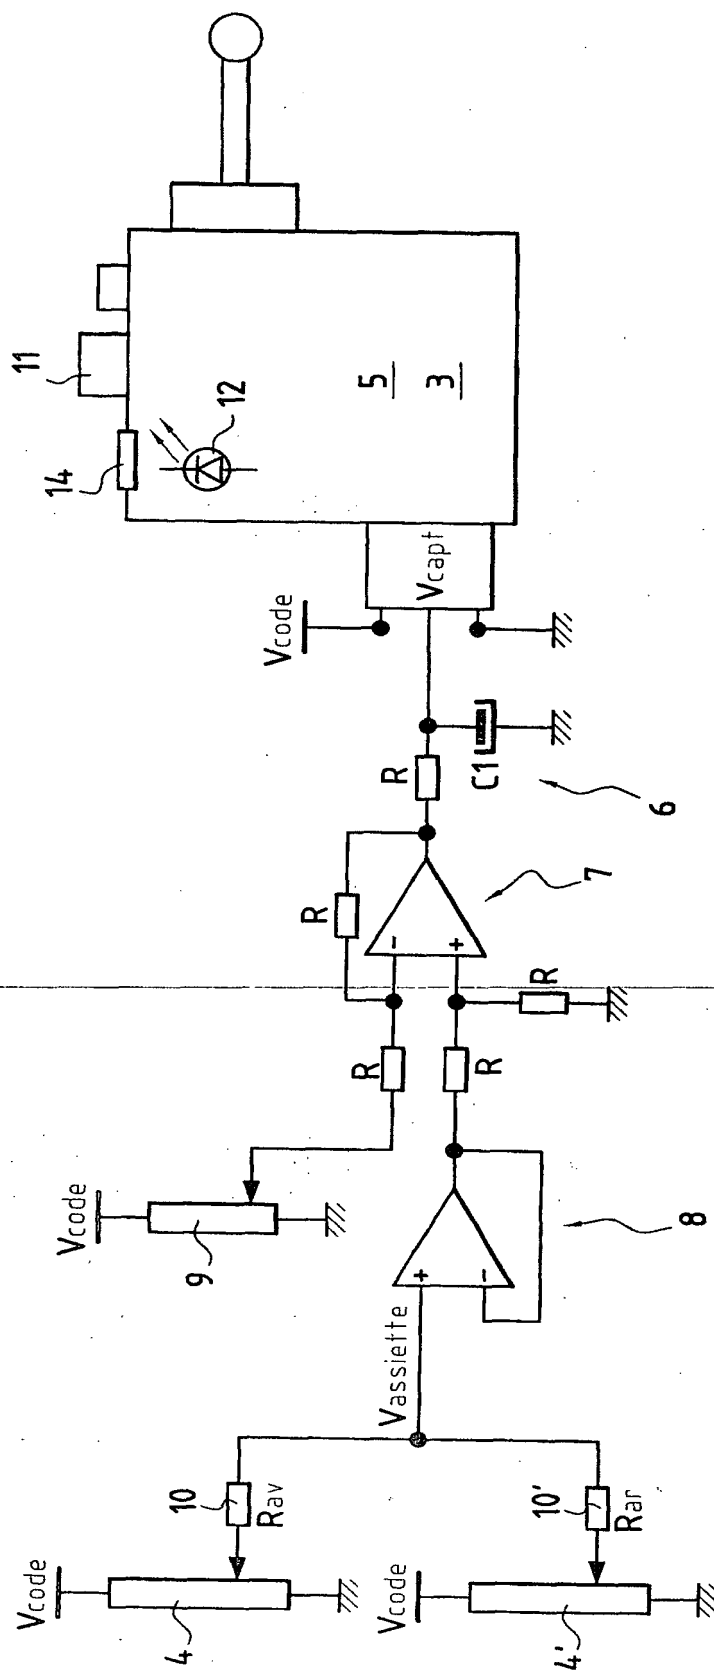 11
14
12
5
3
Vcode
Vcapt
R
C1
6
R
7
-
+
R
R
R
Vcode
9
8
+
-
Vassiette
10
Rav
10'
Rar
Vcode
4
Vcode
4'